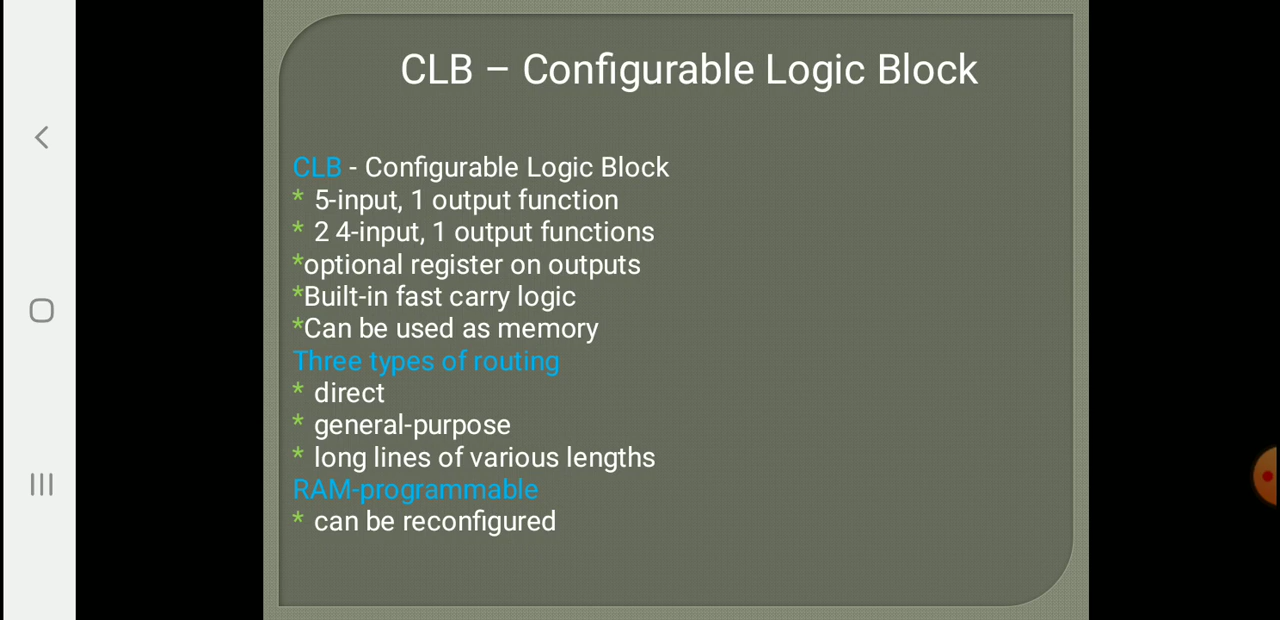 CLB – Configurable Logic Block
CLB - Configurable Logic Block
* 5-input, 1 output function
* 2 4-input, 1 output functions
*optional register on outputs
*Built-in fast carry logic
*Can be used as memory
Three types of routing
* direct
* general-purpose
* long lines of various lengths
RAM-programmable
* can be reconfigured